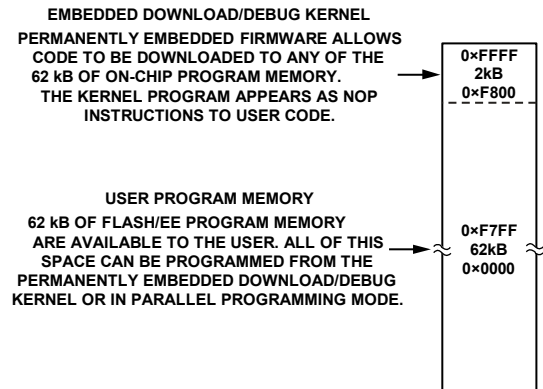 EMBEDDED DOWNLOAD/DEBUG KERNEL
PERMANENTLY EMBEDDED FIRMWARE ALLOWS
CODE TO BE DOWNLOADED TO ANY OF THE
62 kB OF ON-CHIP PROGRAM MEMORY.
THE KERNEL PROGRAM APPEARS AS NOP
INSTRUCTIONS TO USER CODE.
0×FFFF
2kB
0×F800
USER PROGRAM MEMORY
62 kB OF FLASH/EE PROGRAM MEMORY
ARE AVAILABLE TO THE USER. ALL OF THIS
SPACE CAN BE PROGRAMMED FROM THE
PERMANENTLY EMBEDDED DOWNLOAD/DEBUG
KERNEL OR IN PARALLEL PROGRAMMING MODE.
0×F7FF
62kB
0×0000